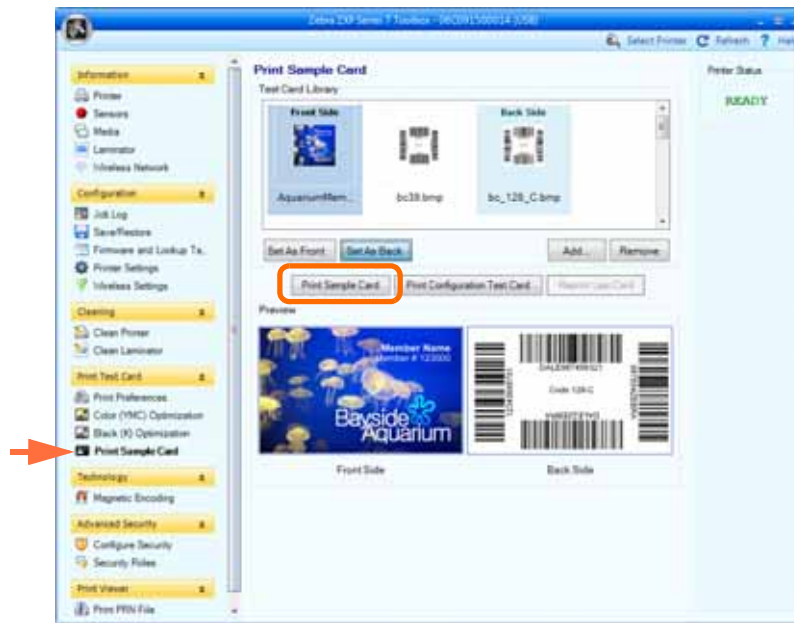 Zebra ZXP Series 7 Toolbox - 06C091500014 (USB)
Select Printer Refresh ? Hel
Information
Printer
Sensors
Media
Laminator
Wireless Network
Configuration
Job Log
Save/Restore
Firmware and Lookup Ta..
Printer Settings
Wireless Settings
Cleaning
Clean Printer
Clean Laminator
Print Test Card
Print Preferences
Color (YMC) Optimization
Black (K) Optimization
Print Sample Card
Technology
Magnetic Encoding
Advanced Security
Configure Security
Security Roles
Print Viewer
Print PRN File
Print Sample Card
Test Card Library
Front Side Back Side
AquariumMem... bc39.bmp bc_128_C.bmp
Set As Front Set As Back Add... Remove
Print Sample Card Print Configuration Test Card Reprint Last Card
Preview
Member Name
Member # 123000
Bayside
Aquarium
Code 128-C
Front Side Back Side
Printer Status
READY